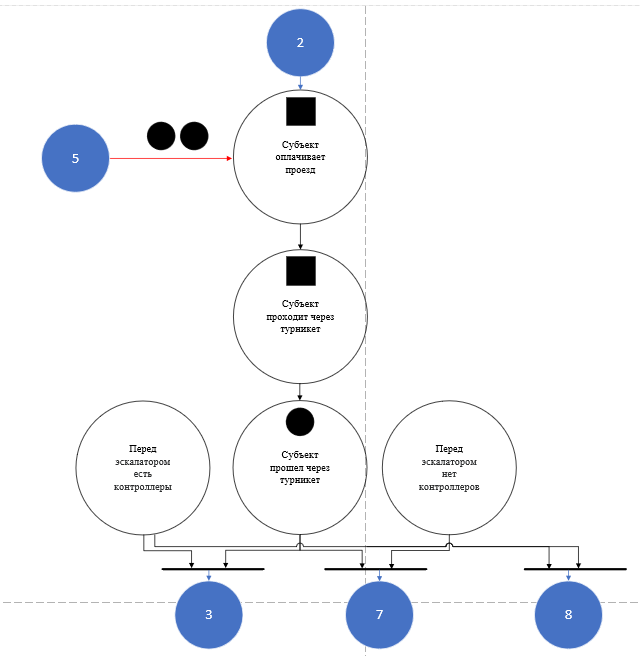 2
5
Субъект
оплачивает
проезд
Субъект
проходит через
турникет
Перед
эскалатором
есть
контроллеры
Субъект
прошел через
турникет
Перед
эскалатором
нет
контроллеров
3
7
8